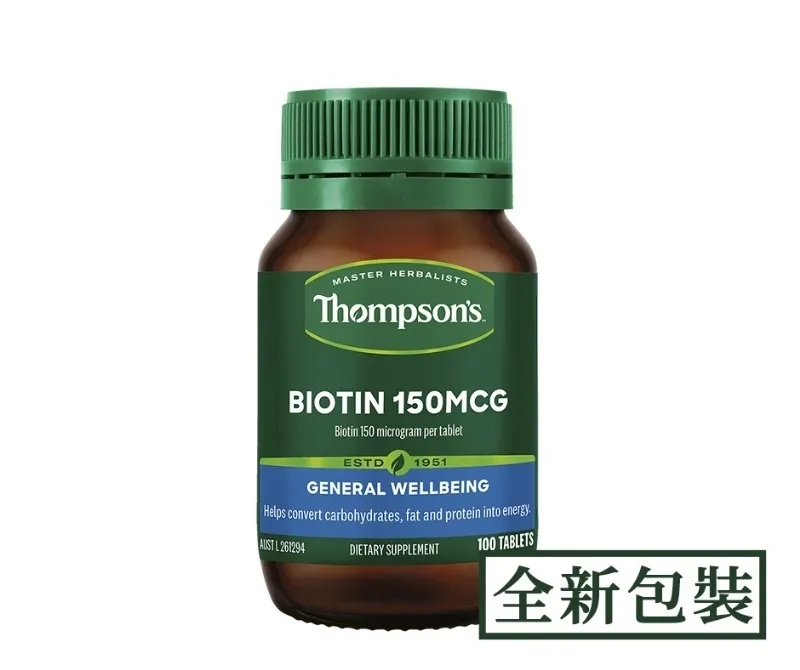 MASTER HERBALISTS
Thompson's
BIOTIN 150MCG
Biotin 150 microgram per tablet
ESTD 1951
GENERAL WELLBEING
Helps convert carbohydrates, fat and protein into energy.
AUST L 261294 DIETARY SUPPLEMENT 100 TABLETS
全新包裝